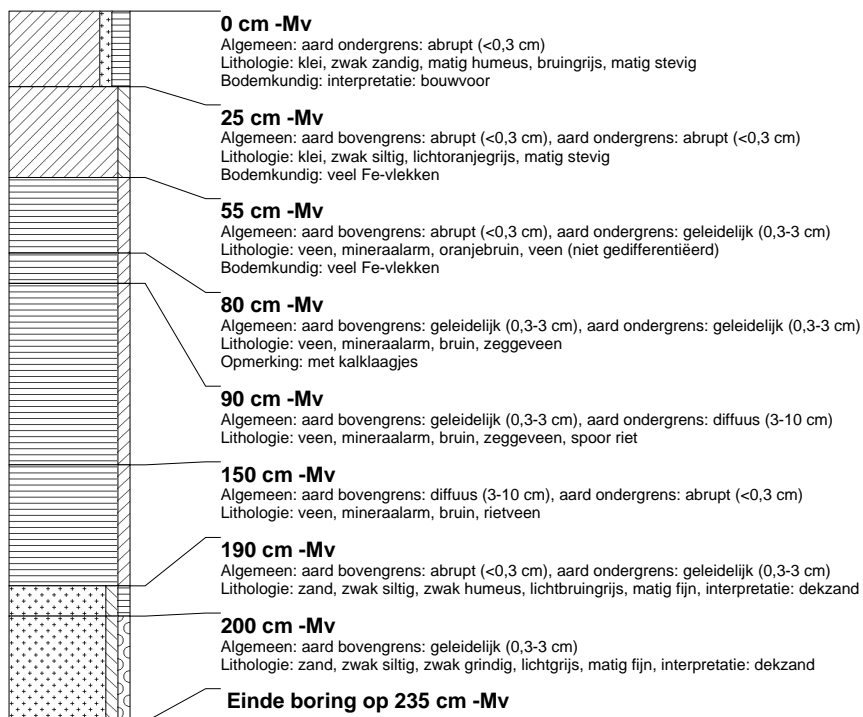 0 cm -Mv
Algemeen: aard ondergrens: abrupt (<0,3 cm)
Lithologie: klei, zwak zandig, matig humeus, bruingrijs, matig stevig
Bodemkundig: interpretatie: bouwvoor
25 cm -Mv
Algemeen: aard bovengrens: abrupt (<0,3 cm), aard ondergrens: abrupt (<0,3 cm)
Lithologie: klei, zwak siltig, lichtoranjegrijs, matig stevig
Bodemkundig: veel Fe-vlekken
55 cm -Mv
Algemeen: aard bovengrens: abrupt (<0,3 cm), aard ondergrens: geleidelijk (0,3-3 cm)
Lithologie: veen, mineraalarm, oranjebruin, veen (niet gedifferentiëerd)
Bodemkundig: veel Fe-vlekken
80 cm -Mv
Algemeen: aard bovengrens: geleidelijk (0,3-3 cm), aard ondergrens: geleidelijk (0,3-3 cm)
Lithologie: veen, mineraalarm, bruin, zeggeveen
Opmerking: met kalklaagjes
90 cm -Mv
Algemeen: aard bovengrens: geleidelijk (0,3-3 cm), aard ondergrens: diffuus (3-10 cm)
Lithologie: veen, mineraalarm, bruin, zeggeveen, spoor riet
150 cm -Mv
Algemeen: aard bovengrens: diffuus (3-10 cm), aard ondergrens: abrupt (<0,3 cm)
Lithologie: veen, mineraalarm, bruin, rietveen
190 cm -Mv
Algemeen: aard bovengrens: abrupt (<0,3 cm), aard ondergrens: geleidelijk (0,3-3 cm)
Lithologie: zand, zwak siltig, zwak humeus, lichtbruingrijs, matig fijn, interpretatie: dekzand
200 cm -Mv
Algemeen: aard bovengrens: geleidelijk (0,3-3 cm)
Lithologie: zand, zwak siltig, zwak grindig, lichtgrijs, matig fijn, interpretatie: dekzand
Einde boring op 235 cm -Mv